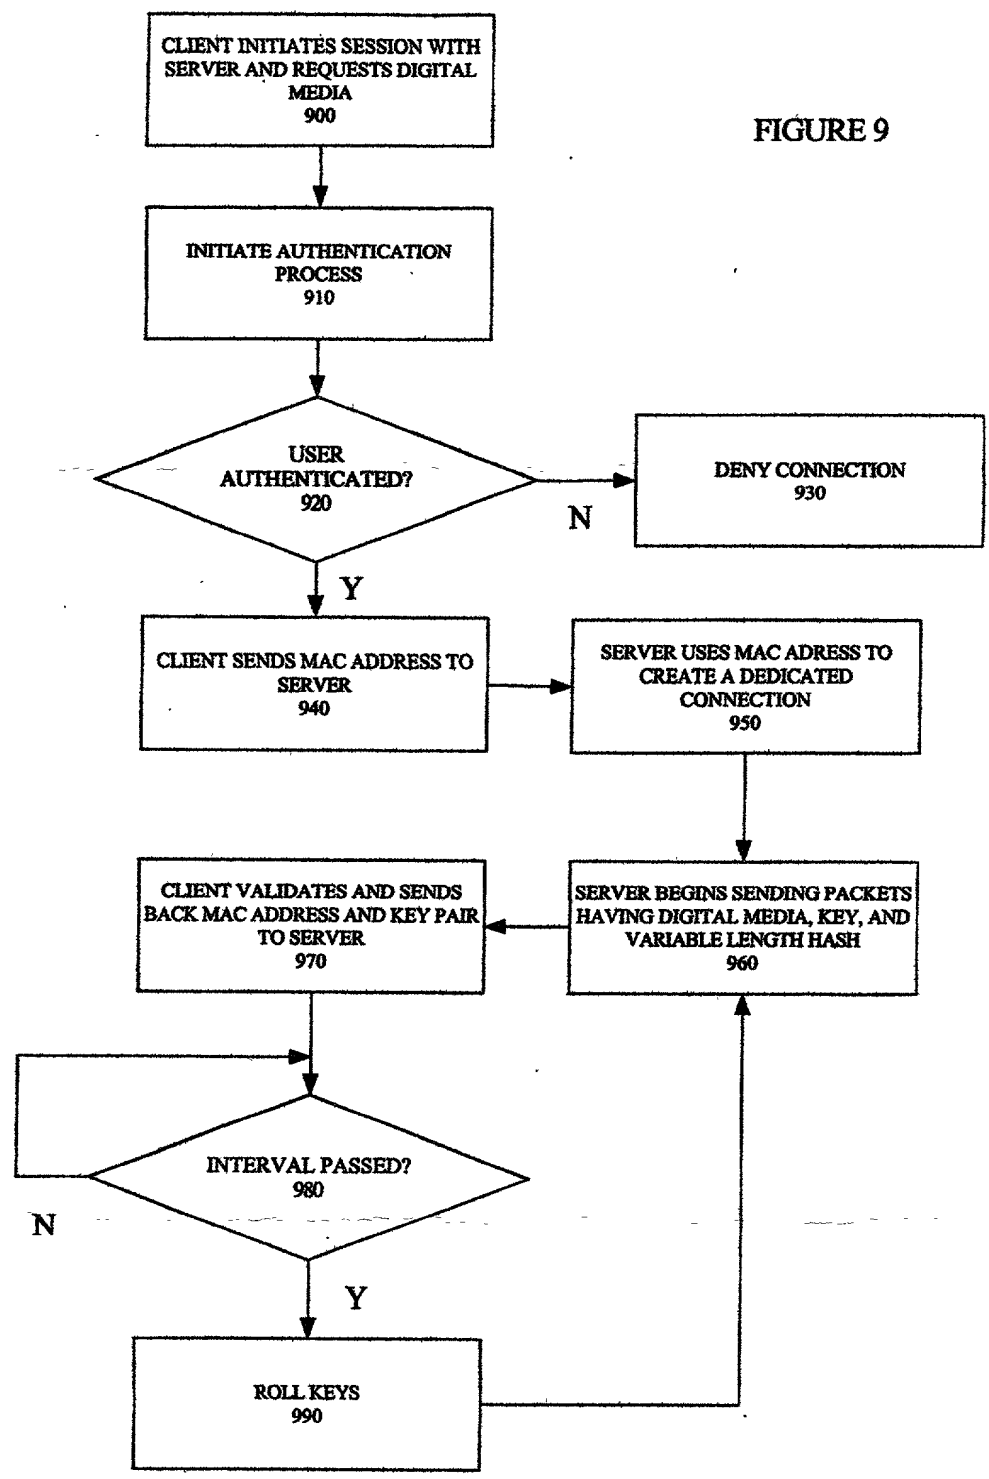 CLIENT INITIATES SESSION WITH
SERVER AND REQUESTS DIGITAL
MEDIA
900
FIGURE 9
INITIATE AUTHENTICATION
PROCESS
910
USER
AUTHENTICATED?
920
N
DENY CONNECTION
930
Y
CLIENT SENDS MAC ADDRESS TO
SERVER
940
SERVER USES MAC ADRESS TO
CREATE A DEDICATED
CONNECTION
950
SERVER BEGINS SENDING PACKETS
HAVING DIGITAL MEDIA, KEY, AND
VARIABLE LENGTH HASH
960
CLIENT VALIDATES AND SENDS
BACK MAC ADDRESS AND KEY PAIR
TO SERVER
970
INTERVAL PASSED?
980
N
Y
ROLL KEYS
990